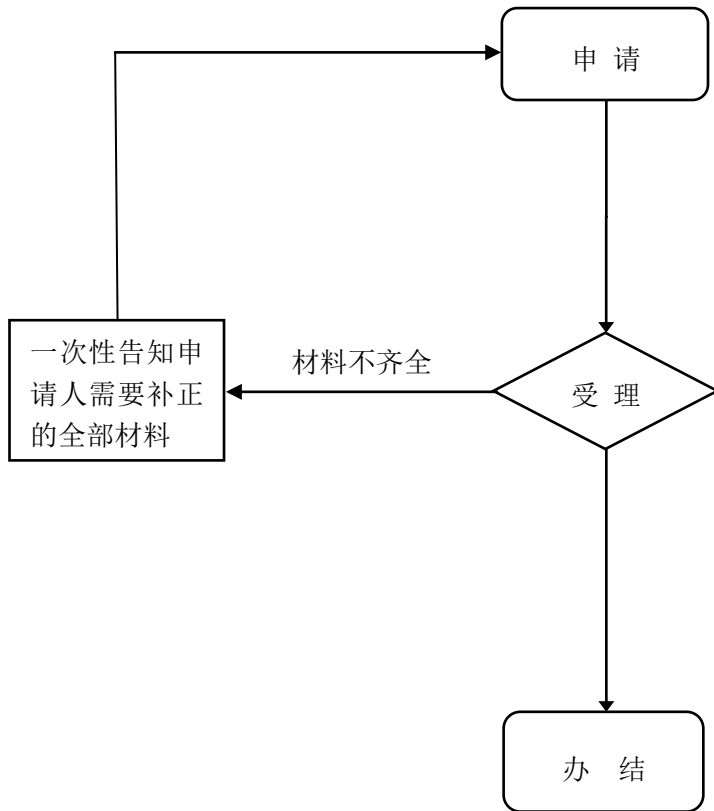 申 请
材料不齐全
一次性告知申
请人需要补正
的全部材料
受 理
办 结